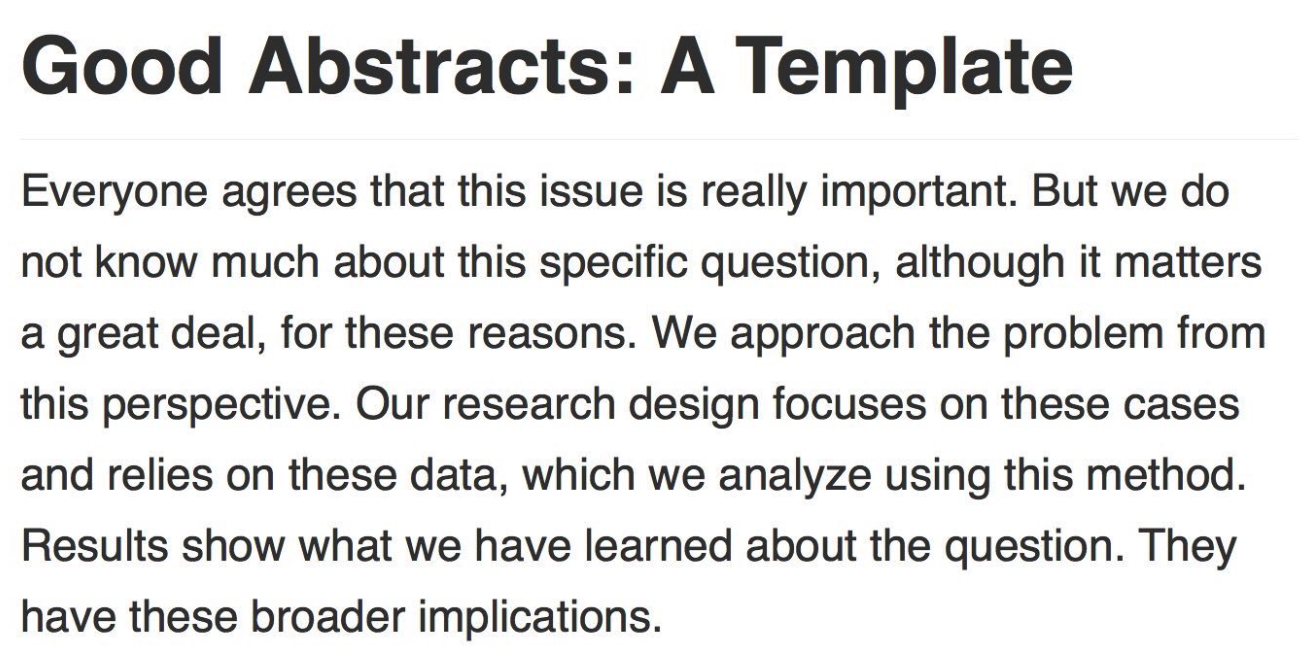 Good Abstracts: A Template
Everyone agrees that this issue is really important. But we do
not know much about this specific question, although it matters
a great deal, for these reasons. We approach the problem from
this perspective. Our research design focuses on these cases
and relies on these data, which we analyze using this method.
Results show what we have learned about the question. They
have these broader implications.